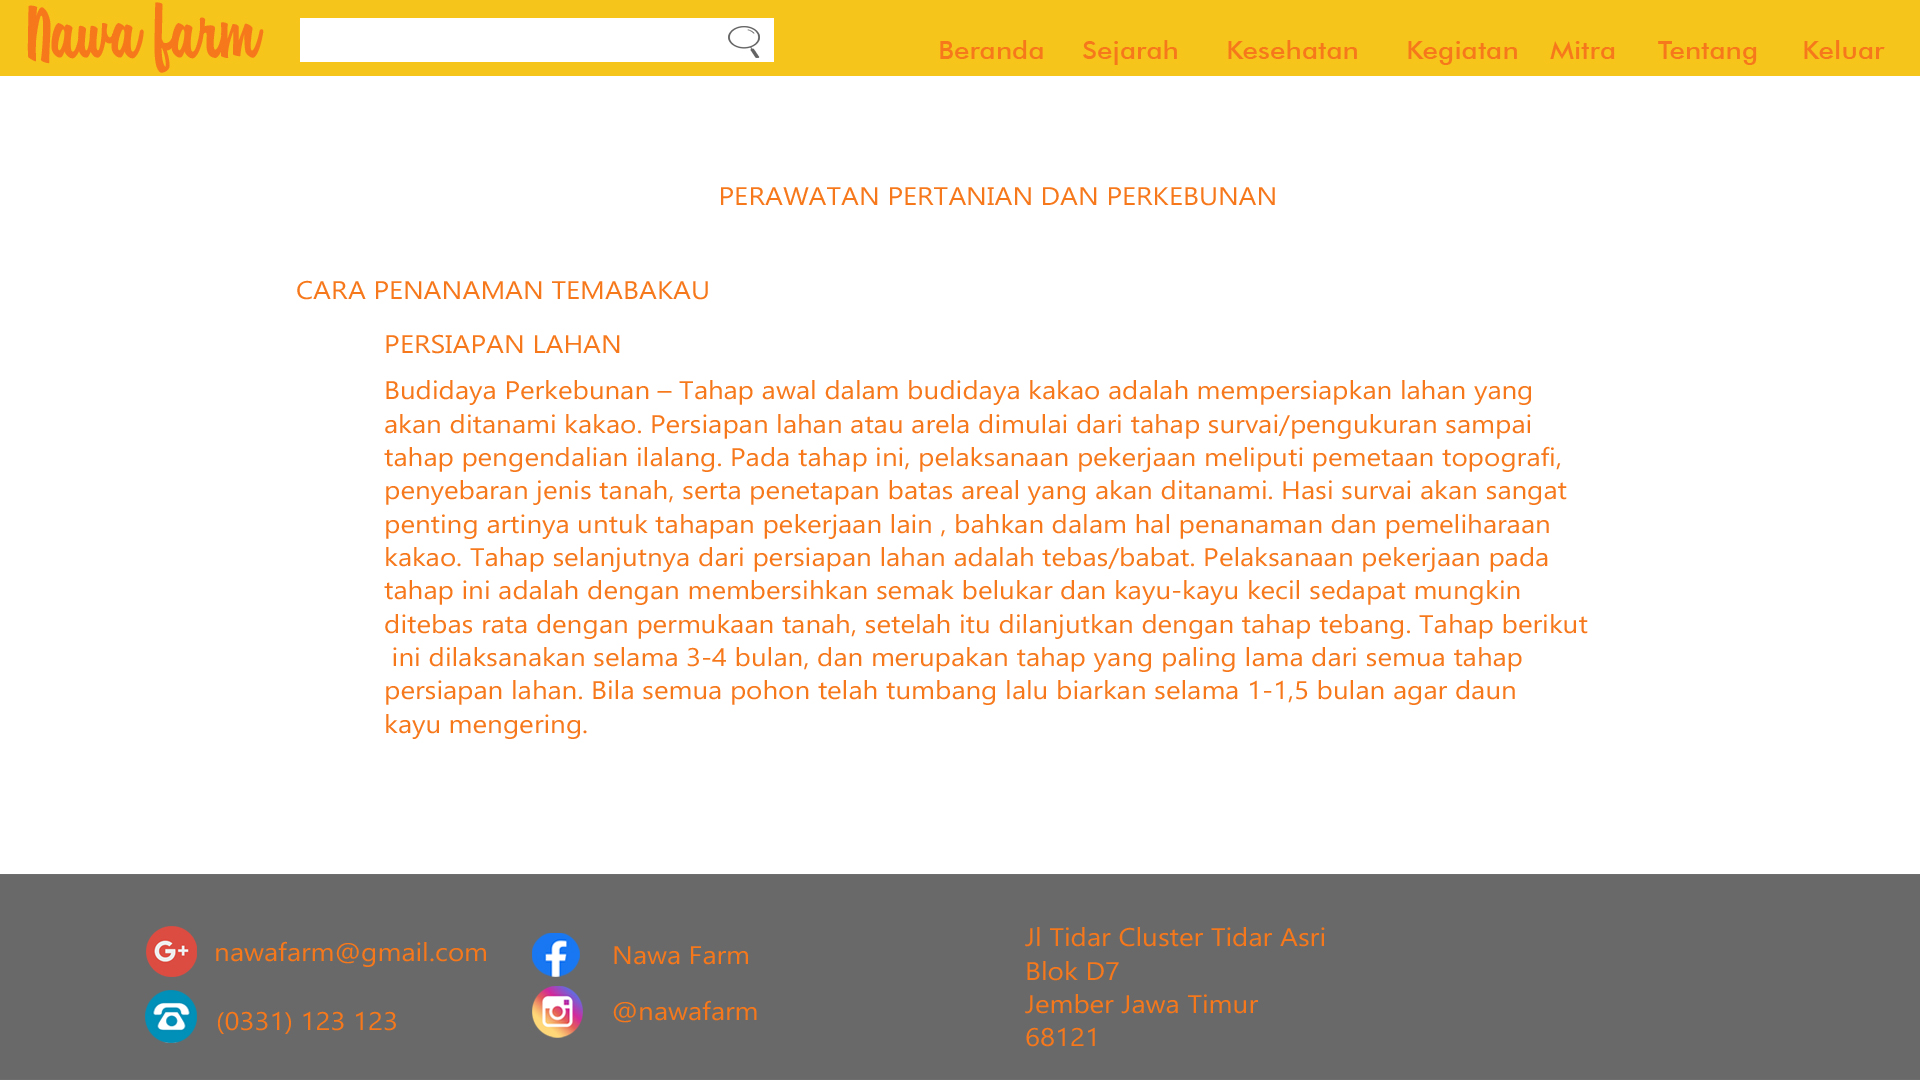 Nawa farm
Beranda Sejarah Kesehatan Kegiatan Mitra Tentang Keluar
PERAWATAN PERTANIAN DAN PERKEBUNAN
CARA PENANAMAN TEMABAKAU
PERSIAPAN LAHAN
Budidaya Perkebunan – Tahap awal dalam budidaya kakao adalah mempersiapkan lahan yang
akan ditanami kakao. Persiapan lahan atau arela dimulai dari tahap survai/pengukuran sampai
tahap pengendalian ilalang. Pada tahap ini, pelaksanaan pekerjaan meliputi pemetaan topografi,
penyebaran jenis tanah, serta penetapan batas areal yang akan ditanami. Hasi survai akan sangat
penting artinya untuk tahapan pekerjaan lain , bahkan dalam hal penanaman dan pemeliharaan
kakao. Tahap selanjutnya dari persiapan lahan adalah tebas/babat. Pelaksanaan pekerjaan pada
tahap ini adalah dengan membersihkan semak belukar dan kayu-kayu kecil sedapat mungkin
ditebas rata dengan permukaan tanah, setelah itu dilanjutkan dengan tahap tebang. Tahap berikut
ini dilaksanakan selama 3-4 bulan, dan merupakan tahap yang paling lama dari semua tahap
persiapan lahan. Bila semua pohon telah tumbang lalu biarkan selama 1-1,5 bulan agar daun
kayu mengering.
G+ nawafarm@gmail.com
(0331) 123 123
f Nawa Farm
@nawafarm
Jl Tidar Cluster Tidar Asri
Blok D7
Jember Jawa Timur
68121